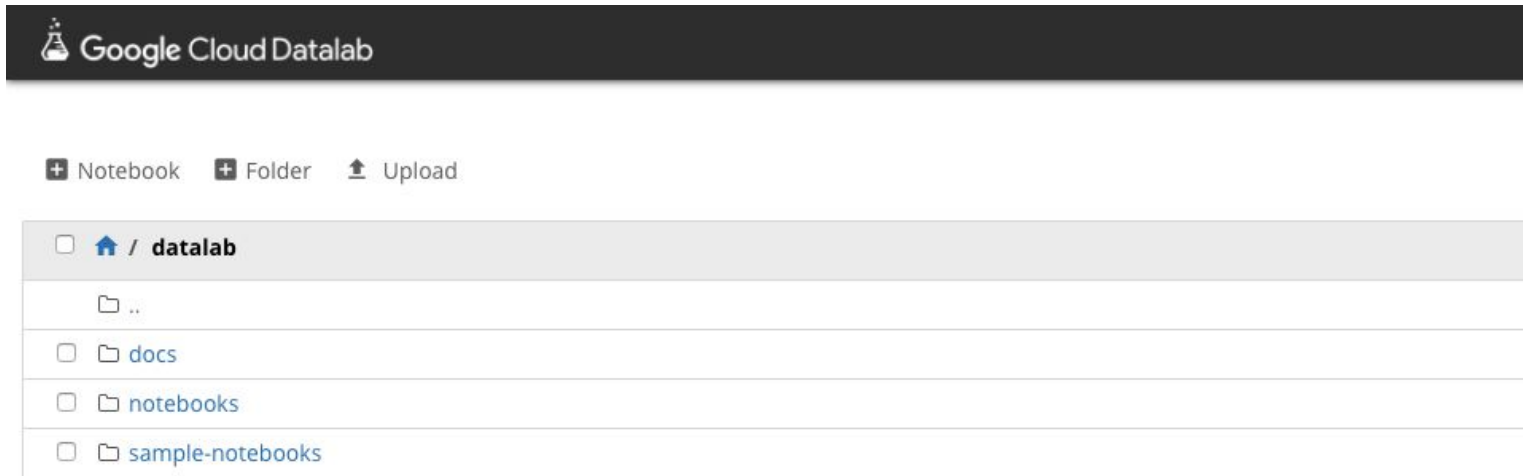 Google Cloud Datalab
Notebook Folder Upload
/ datalab
..
docs
notebooks
sample-notebooks